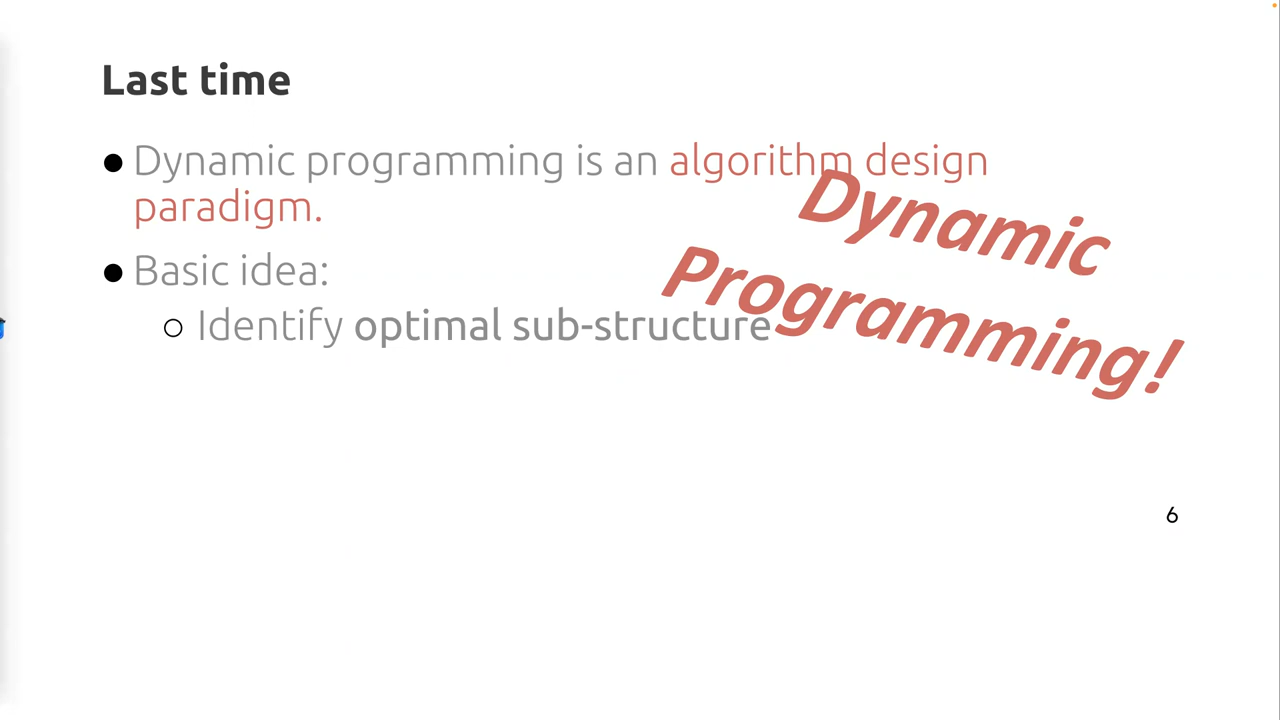 Last time
● Dynamic programming is an algorithm design
paradigm.
● Basic idea:
○ Identify optimal sub-structure
Dynamic
Programming!
6